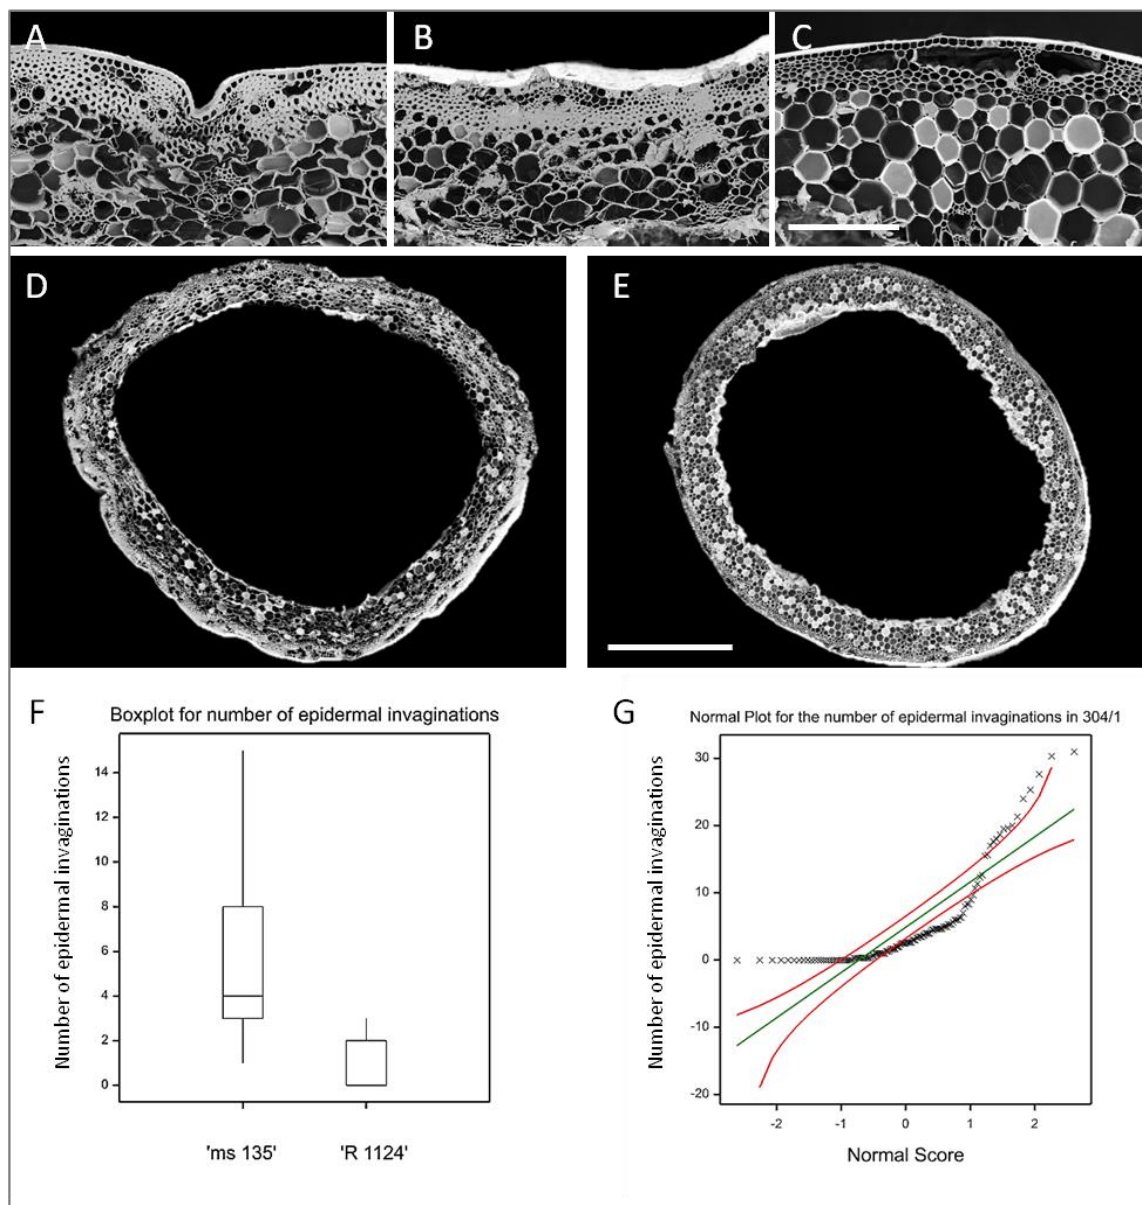 A
B
C
D
E
F
Boxplot for number of epidermal invaginations
Number of epidermal invaginations
14
12
10
8
6
4
2
0
'ms 135'
'R 1124'
G
Normal Plot for the number of epidermal invaginations in 304/1
Number of epidermal invaginations
30
20
10
0
-10
-20
-2
-1
0
1
2
Normal Score